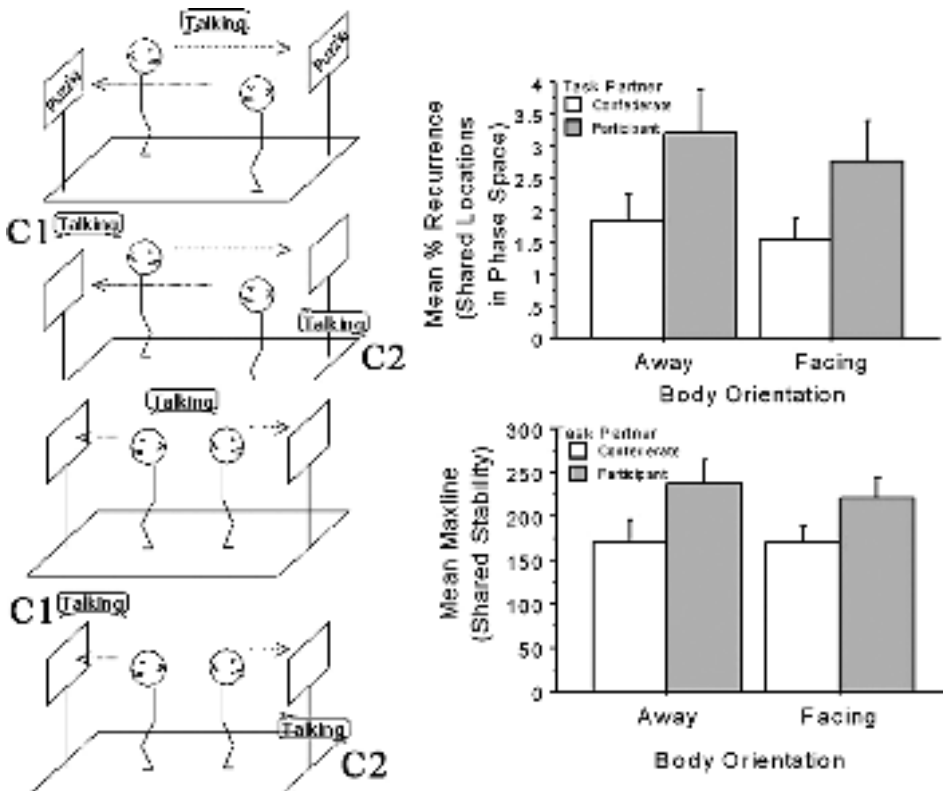 Talking
Puzzle
Puzzle
C1
Talking
Talking
C2
Talking
C1
Talking
Talking
C2
Mean % Recurrence
(Shared Locations
in Phase Space)
4
3.5
3
2.5
2
1.5
1
.5
0
Task Partner
Confederate
Participant
Away
Facing
Body Orientation
Mean Maxline
(Shared Stability)
300
250
200
150
100
50
0
Task Partner
Confederate
Participant
Away
Facing
Body Orientation